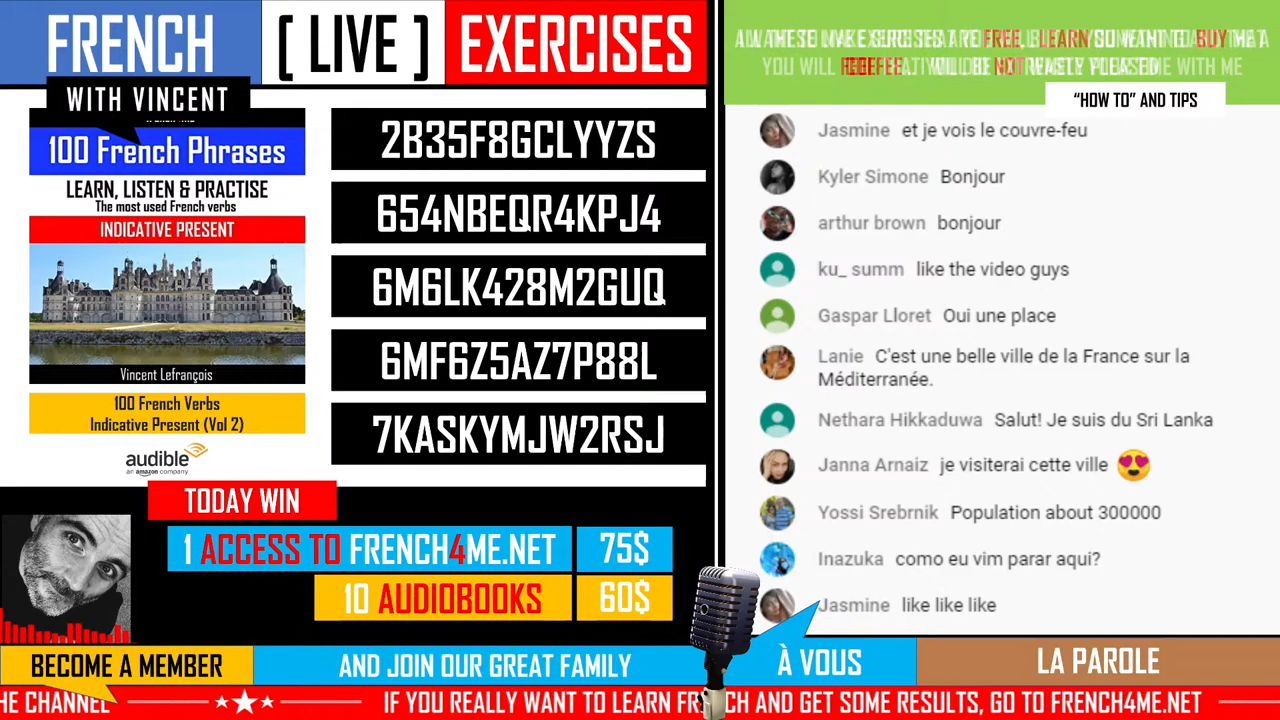 FRENCH
[ LIVE ]
EXERCISES
WITH VINCENT
100 French Phrases
LEARN, LISTEN & PRACTISE
The most used French verbs
INDICATIVE PRESENT
Vincent Lefrançois
100 French Verbs
Indicative Present (Vol 2)
audible
an amazon company
2B35F8GCLYYZS
654NBEQR4KPJ4
6M6LK428M2GUQ
6MF6Z5AZ7P88L
7KASKYMJW2RSJ
TODAY WIN
1 ACCESS TO FRENCH4ME.NET 75$
10 AUDIOBOOKS 60$
"HOW TO" AND TIPS
Jasmine et je vois le couvre-feu
Kyler Simone Bonjour
arthur brown bonjour
ku_ summ like the video guys
Gaspar Lloret Oui une place
Lanie C'est une belle ville de la France sur la
Méditerranée.
Nethara Hikkaduwa Salut! Je suis du Sri Lanka
Janna Arnaiz je visiterai cette ville 😍
Yossi Srebrnik Population about 300000
Inazuka como eu vim parar aqui?
Jasmine like like like
BECOME A MEMBER
AND JOIN OUR GREAT FAMILY
À VOUS
LA PAROLE
HE CHANNEL
IF YOU REALLY WANT TO LEARN FR CH AND GET SOME RESULTS, GO TO FRENCH4ME.NET